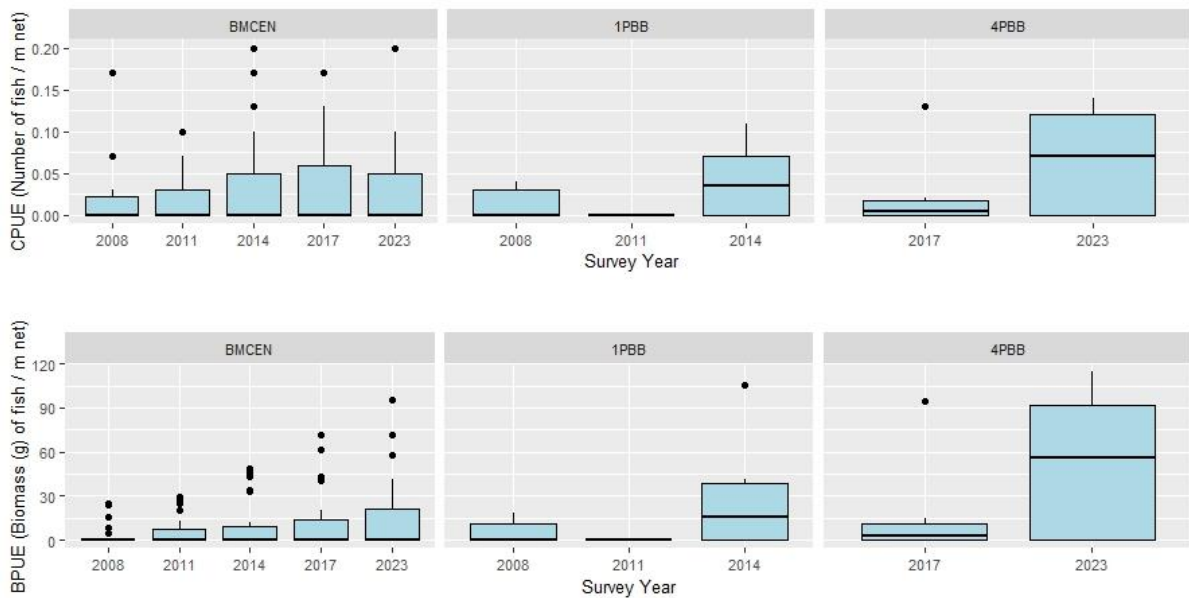 BMCEN 1PBB 4PBB
CPUE (Number of fish / m net)
0.20
0.15
0.10
0.05
0.00
2008 2011 2014 2017 2023 2008 2011 2014 2017 2023
Survey Year
BMCEN 1PBB 4PBB
BPUE (Biomass (g) of fish / m net)
120
90
60
30
0
2008 2011 2014 2017 2023 2008 2011 2014 2017 2023
Survey Year